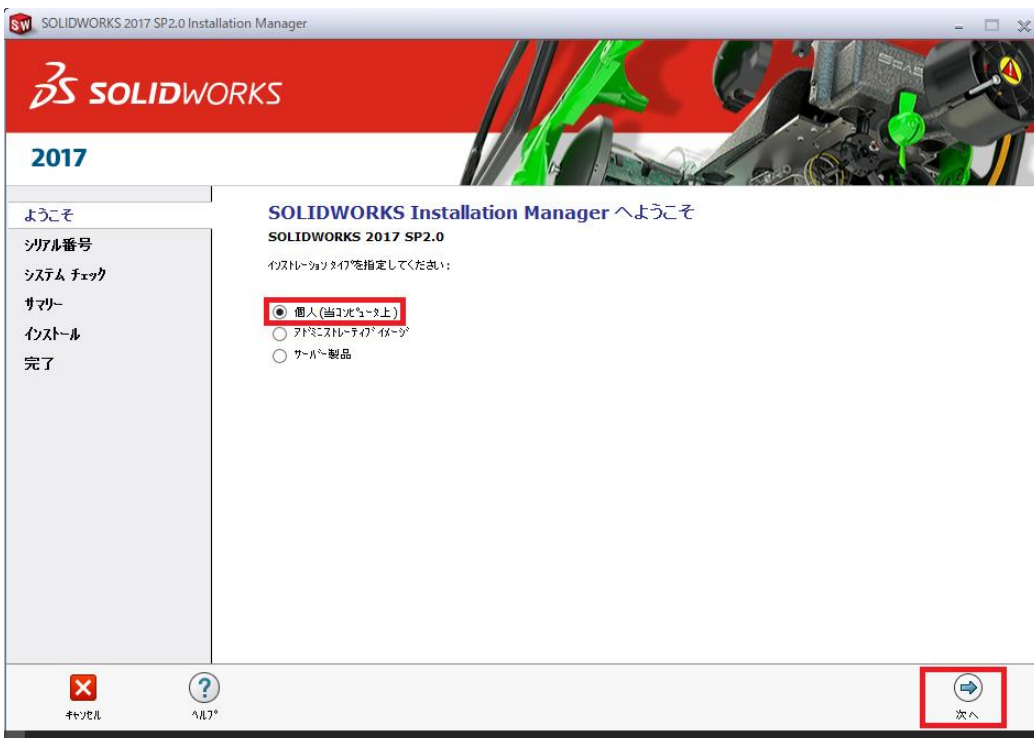 SOLIDWORKS 2017 SP2.0 Installation Manager
SOLIDWORKS
2017
ようこそ
シリアル番号
システム チェック
サマリー
インストール
完了
SOLIDWORKS Installation Manager へようこそ
SOLIDWORKS 2017 SP2.0
インストレーション タイプを指定してください:
個人(当コンピュータ上)
アドミニストレーティブ イメージ
サーバー製品
キャンセル
ヘルプ
次へ